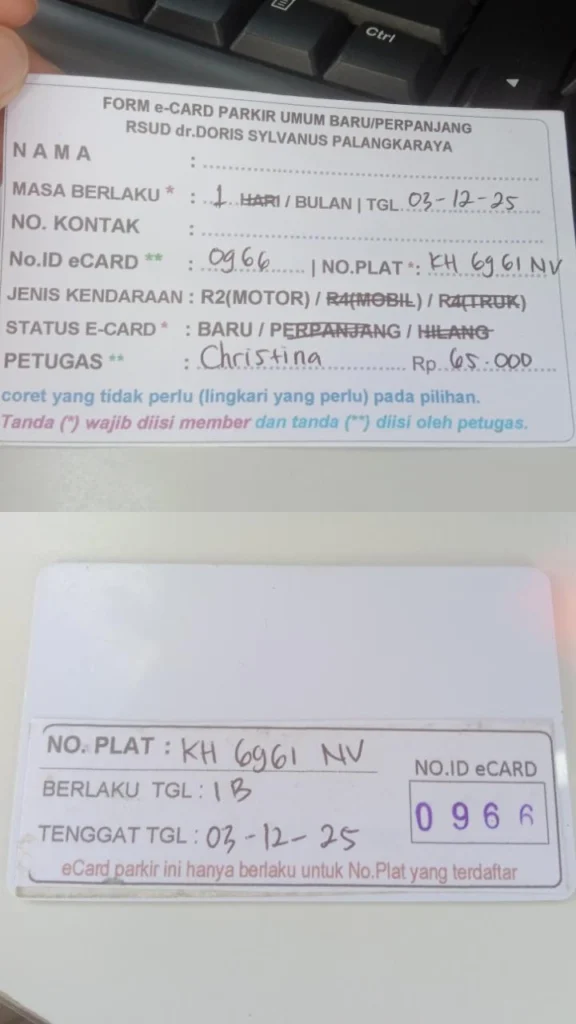 Ctrl
FORM e-CARD PARKIR UMUM BARU/PERPANJANG
RSUD dr.DORIS SYLVANUS PALANGKARAYA
NAMA : ........
MASA BERLAKU * : 1 HARI / BULAN | TGL. 03-12-25
NO. KONTAK : ........
No.ID eCARD ** : 0966 | NO.PLAT *: KH 6961 NV
JENIS KENDARAAN : R2(MOTOR) / R4(MOBIL) / R4(TRUK)
STATUS E-CARD * : BARU / PERPANJANG / HILANG
PETUGAS ** : Christina Rp. 65.000
coret yang tidak perlu (lingkari yang perlu) pada pilihan.
Tanda (*) wajib diisi member dan tanda (**) diisi oleh petugas.
NO. PLAT : KH 6961 NV
NO.ID eCARD
BERLAKU TGL : 1 B
0966
TENGGAT TGL : 03-12-25
eCard parkir ini hanya berlaku untuk No.Plat yang terdaftar